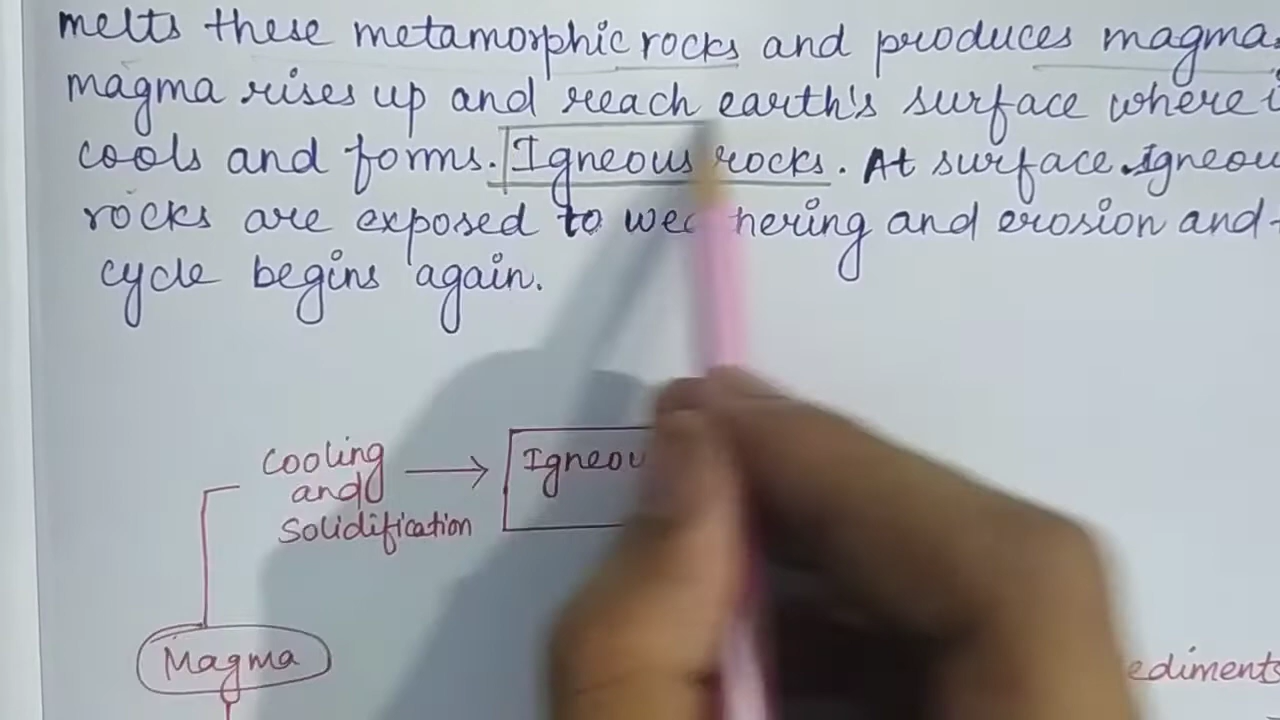 melts these metamorphic rocks and produces magma.
magma rises up and reach earth's surface where
cools and forms. Igneous rocks. At surface Igneou
rocks are exposed to hering and erosion and
cycle begins again.
Cooling
and
Solidification
Igneou
Magma
ediments